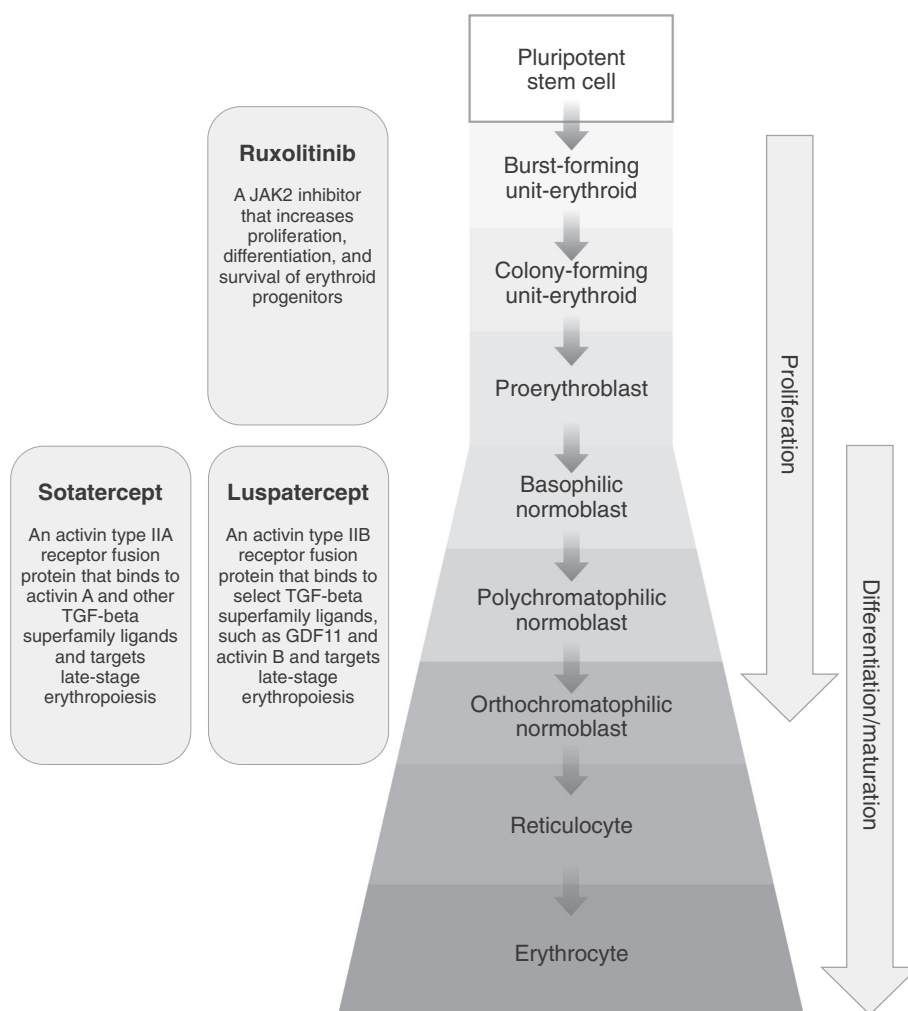 Pluripotent
stem cell
Burst-forming
unit-erythroid
Colony-forming
unit-erythroid
Proerythroblast
Basophilic
normoblast
Polychromatophilic
normoblast
Orthochromatophilic
normoblast
Reticulocyte
Erythrocyte
Ruxolitinib
A JAK2 inhibitor
that increases
proliferation,
differentiation, and
survival of erythroid
progenitors
Sotatercept
An activin type IIA
receptor fusion
protein that binds to
activin A and other
TGF-beta
superfamily ligands
and targets
late-stage
erythropoiesis
Luspatercept
An activin type IIB
receptor fusion
protein that binds to
select TGF-beta
superfamily ligands,
such as GDF11 and
activin B and targets
late-stage
erythropoiesis
Proliferation
Differentiation/maturation